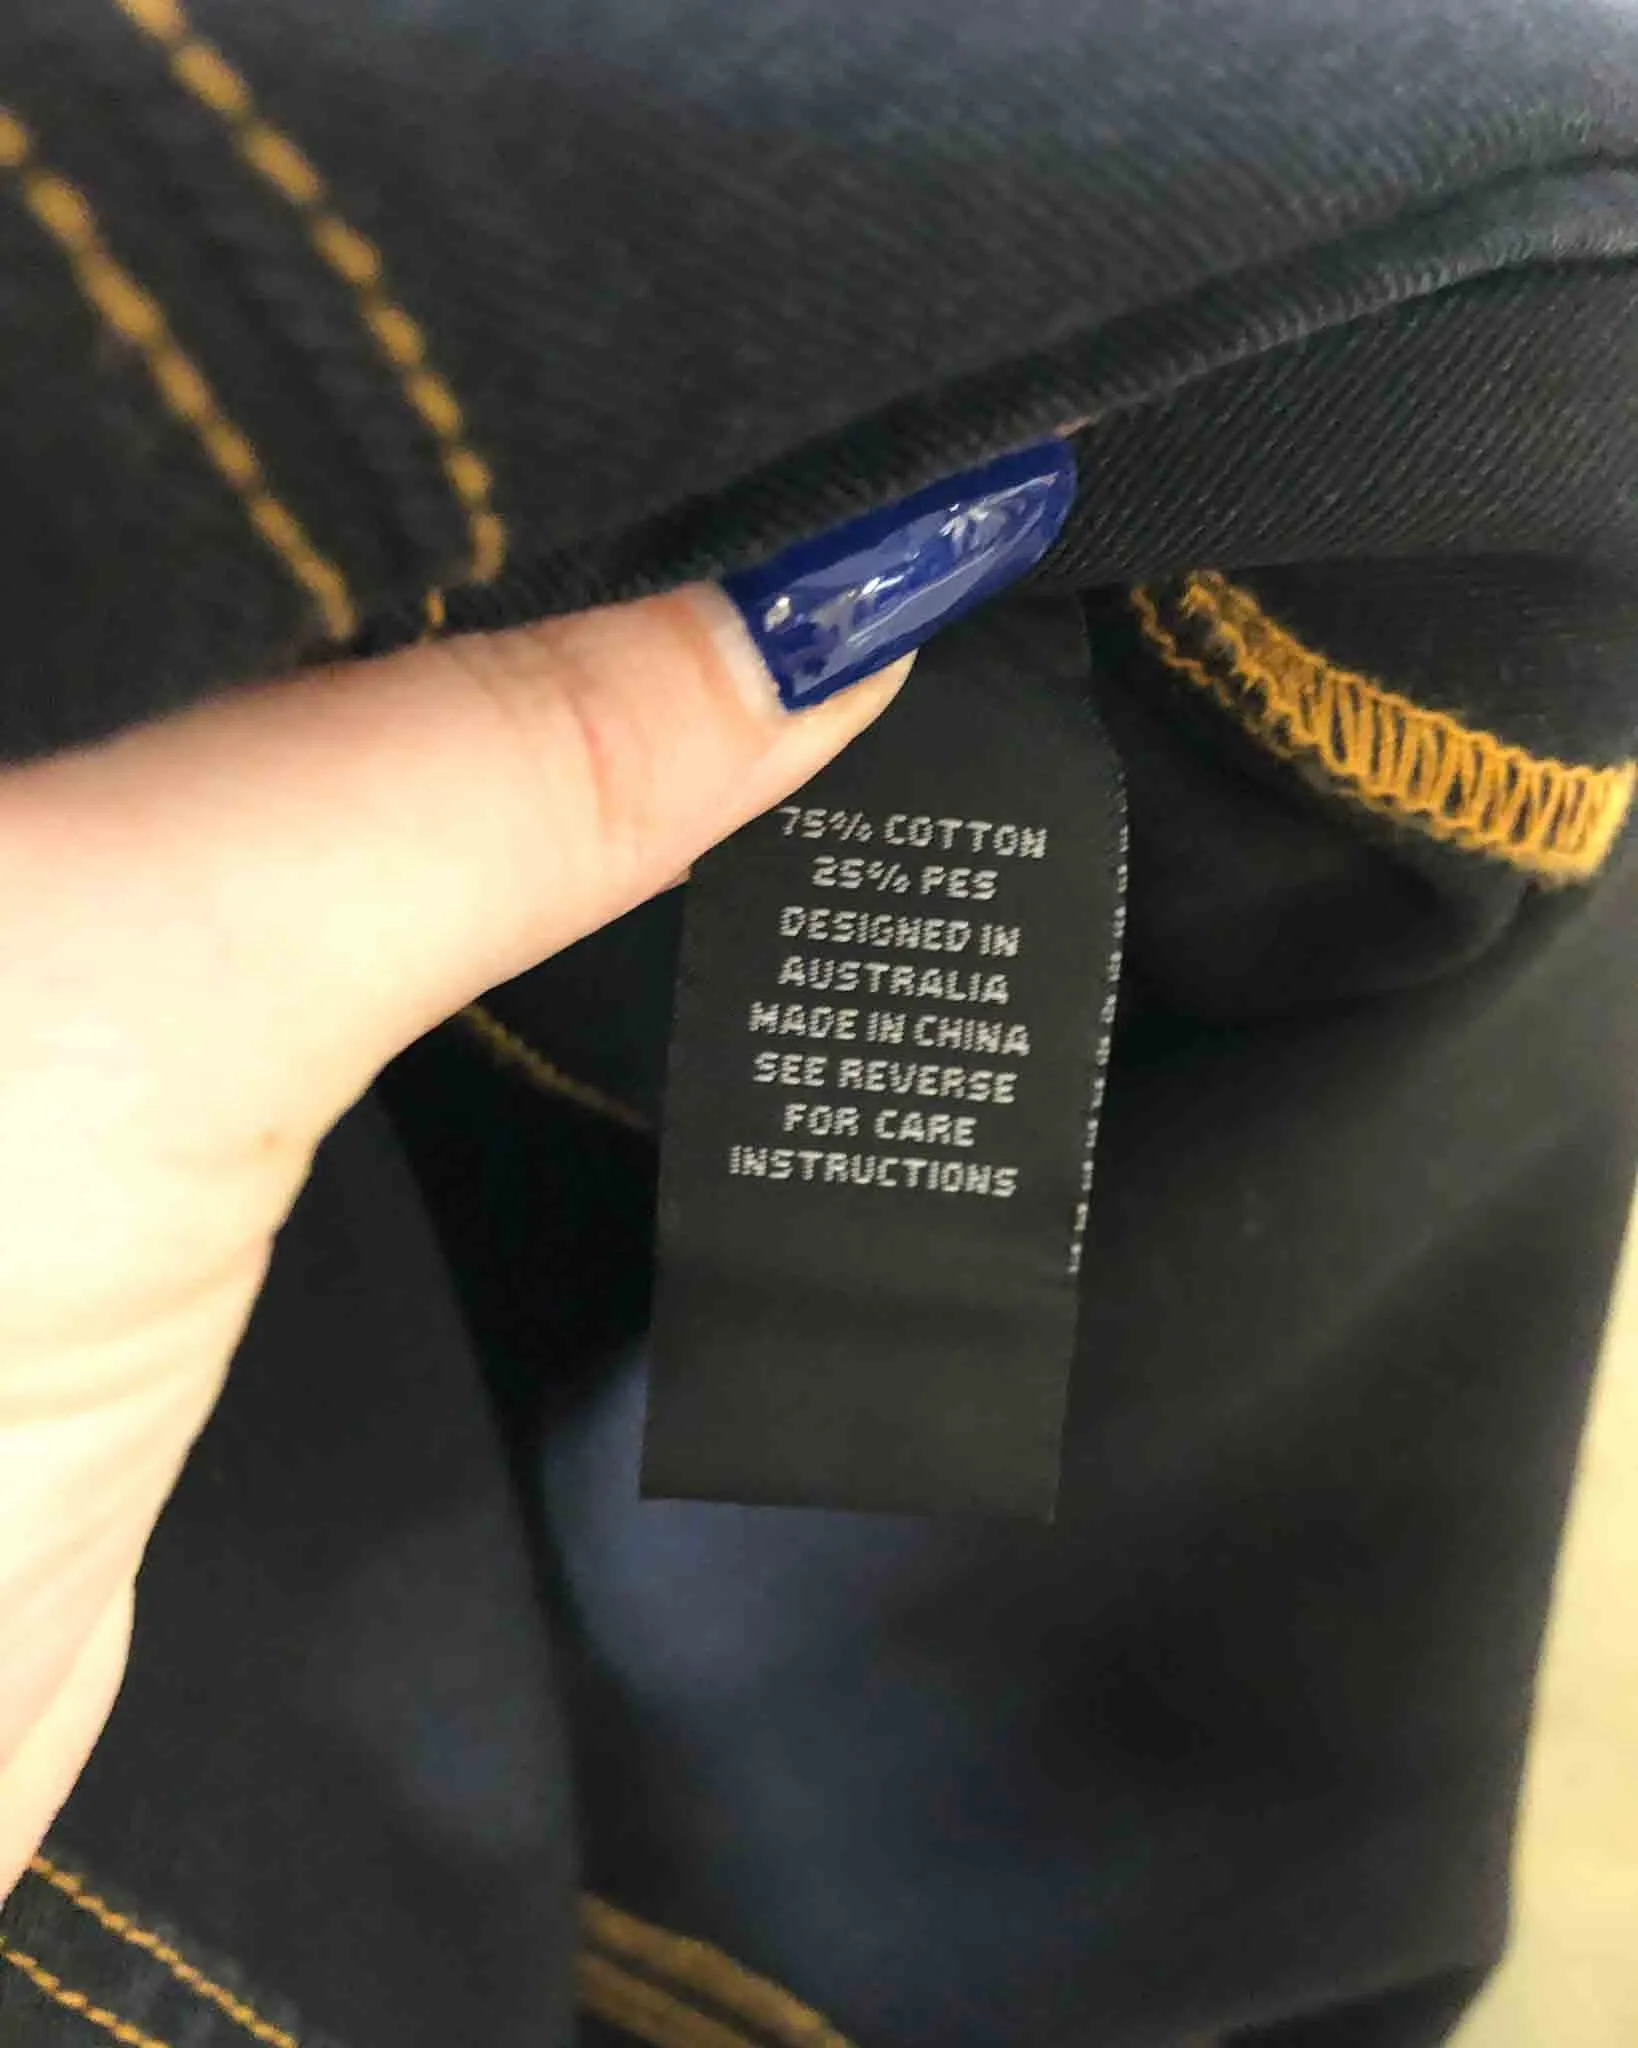 75% COTTON
25% PES
DESIGNED IN
AUSTRALIA
MADE IN CHINA
SEE REVERSE
FOR CARE
INSTRUCTIONS